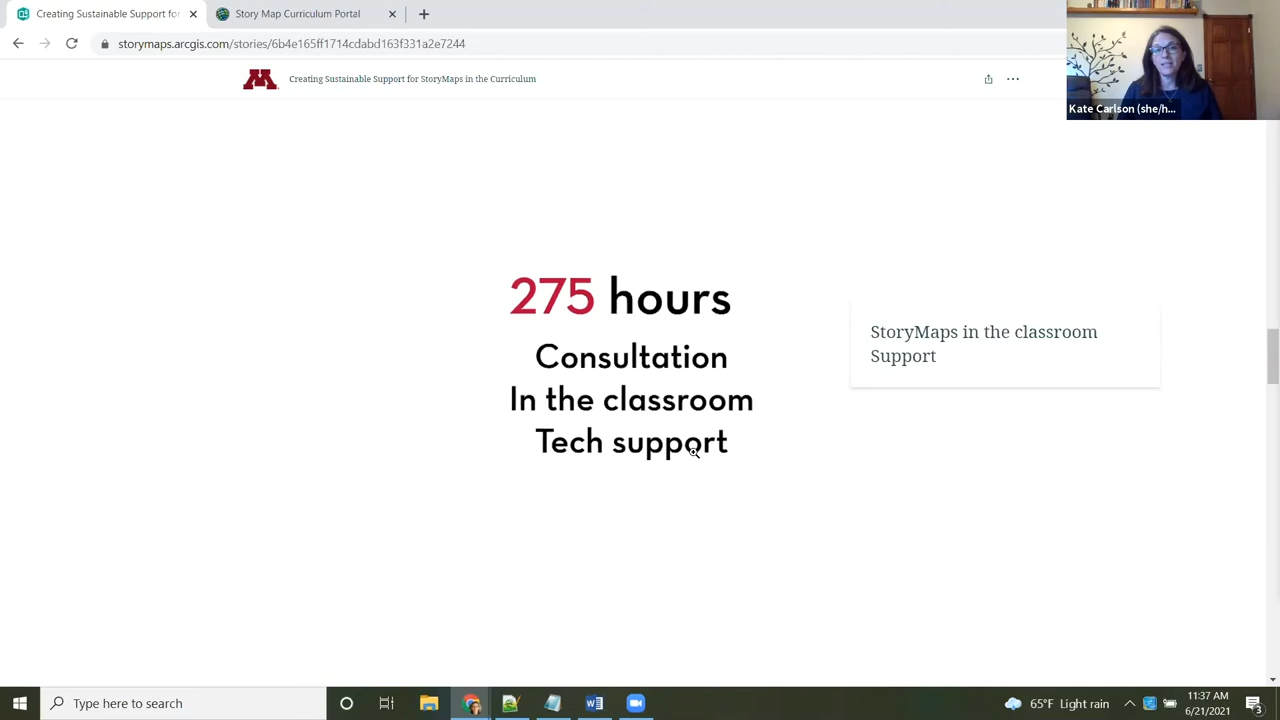 Creating Sustainable Support for
Story Map Curriculum Portal
storymaps.arcgis.com/stories/6b4e165ff1714cdabd163f331a2e7244
M
Creating Sustainable Support for StoryMaps in the Curriculum
Kate Carlson (she/h...
275 hours
Consultation
In the classroom
Tech support
StoryMaps in the classroom
Support
Type here to search
65°F Light rain
11:37 AM
6/21/2021
3